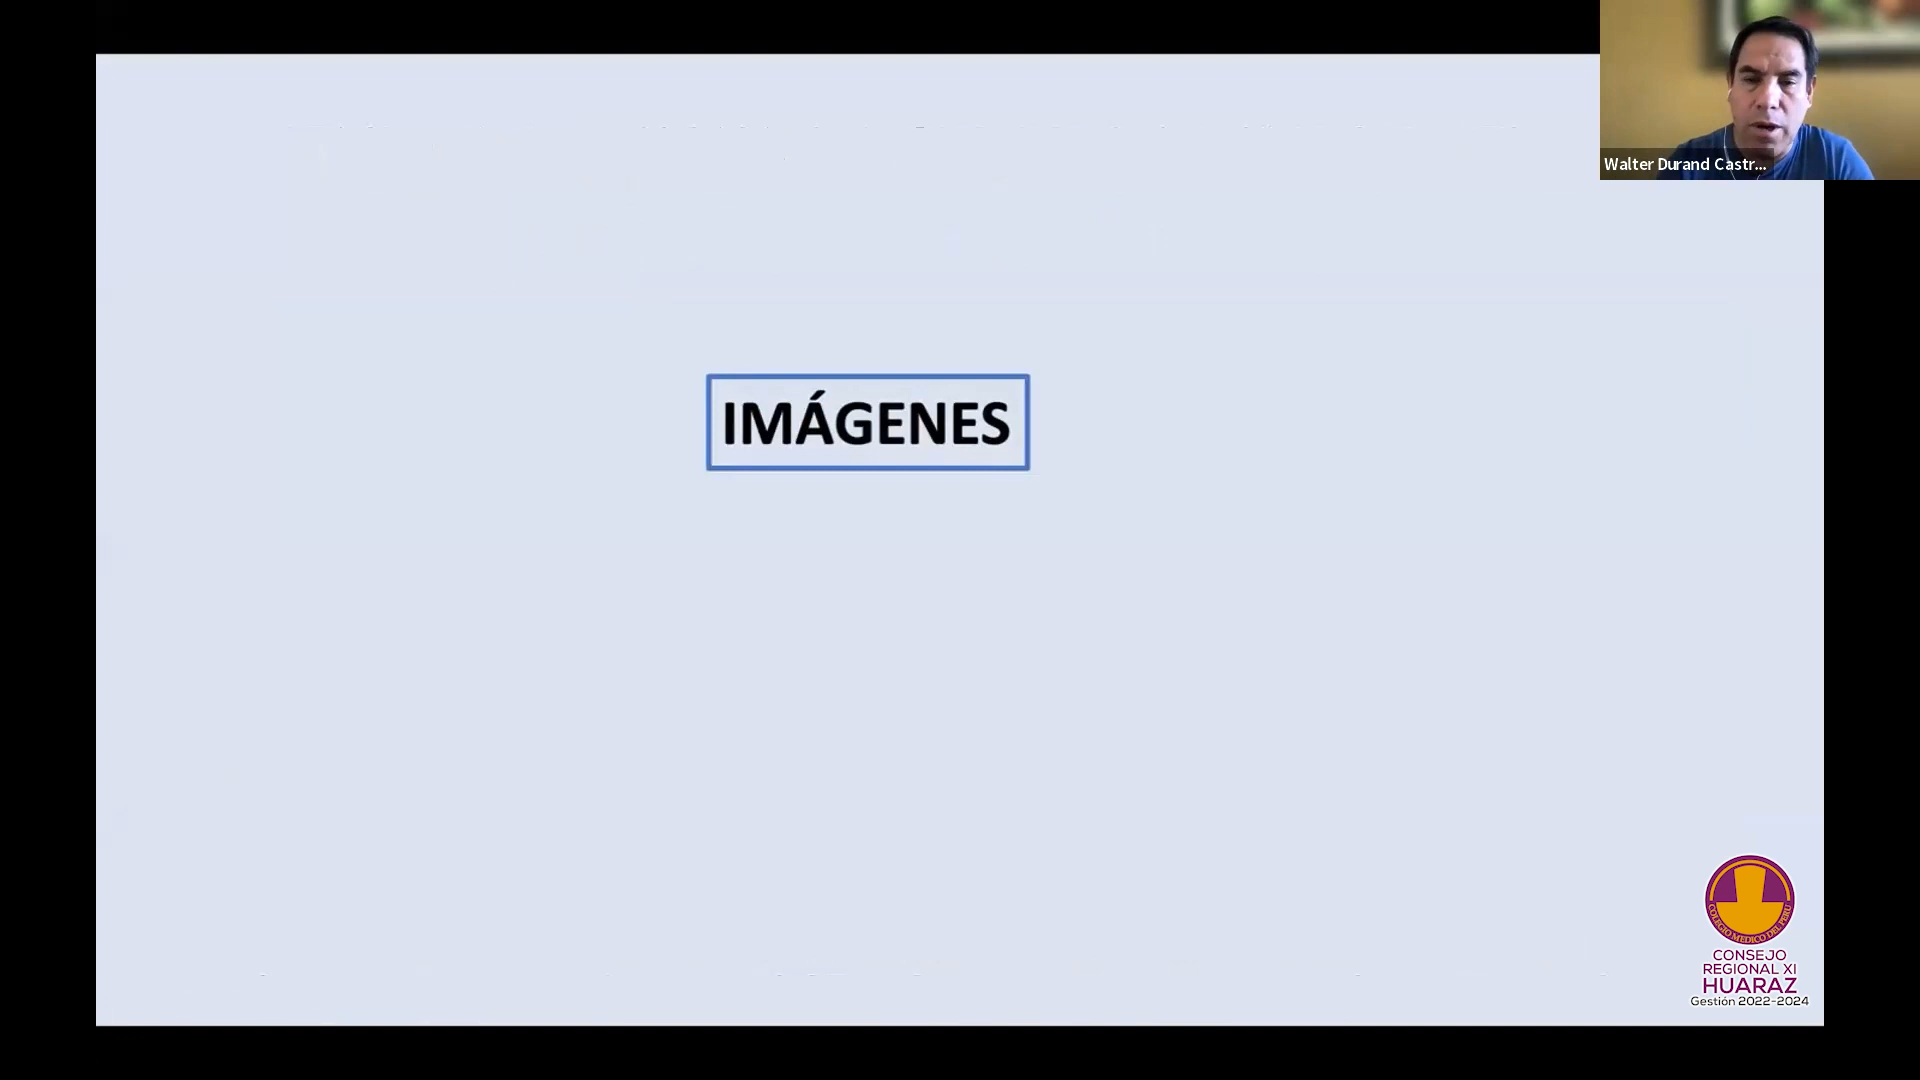 Walter Durand Castr...
IMÁGENES
COLEGIO MEDICO DEL PERU
CONSEJO
REGIONAL XI
HUARAZ
Gestión 2022-2024